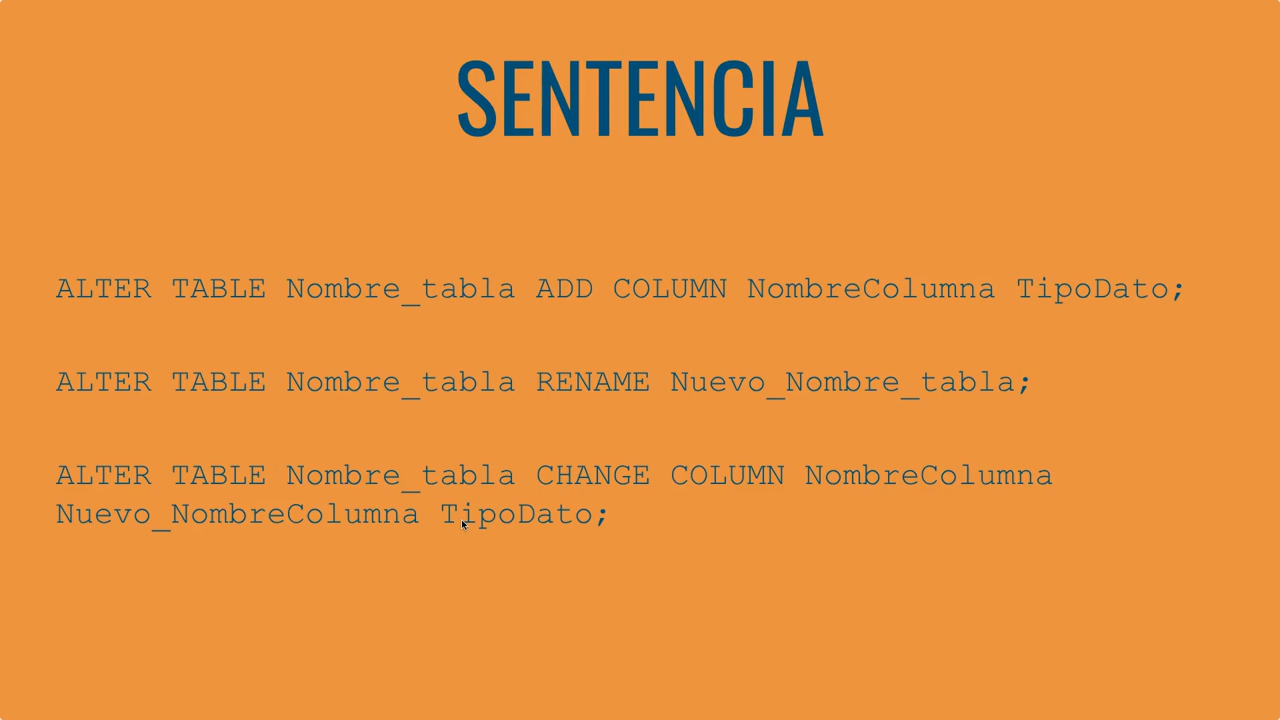 SENTENCIA
ALTER TABLE Nombre_tabla ADD COLUMN NombreColumna TipoDato;
ALTER TABLE Nombre_tabla RENAME Nuevo_Nombre_tabla;
ALTER TABLE Nombre_tabla CHANGE COLUMN NombreColumna
Nuevo_NombreColumna TipoDato;